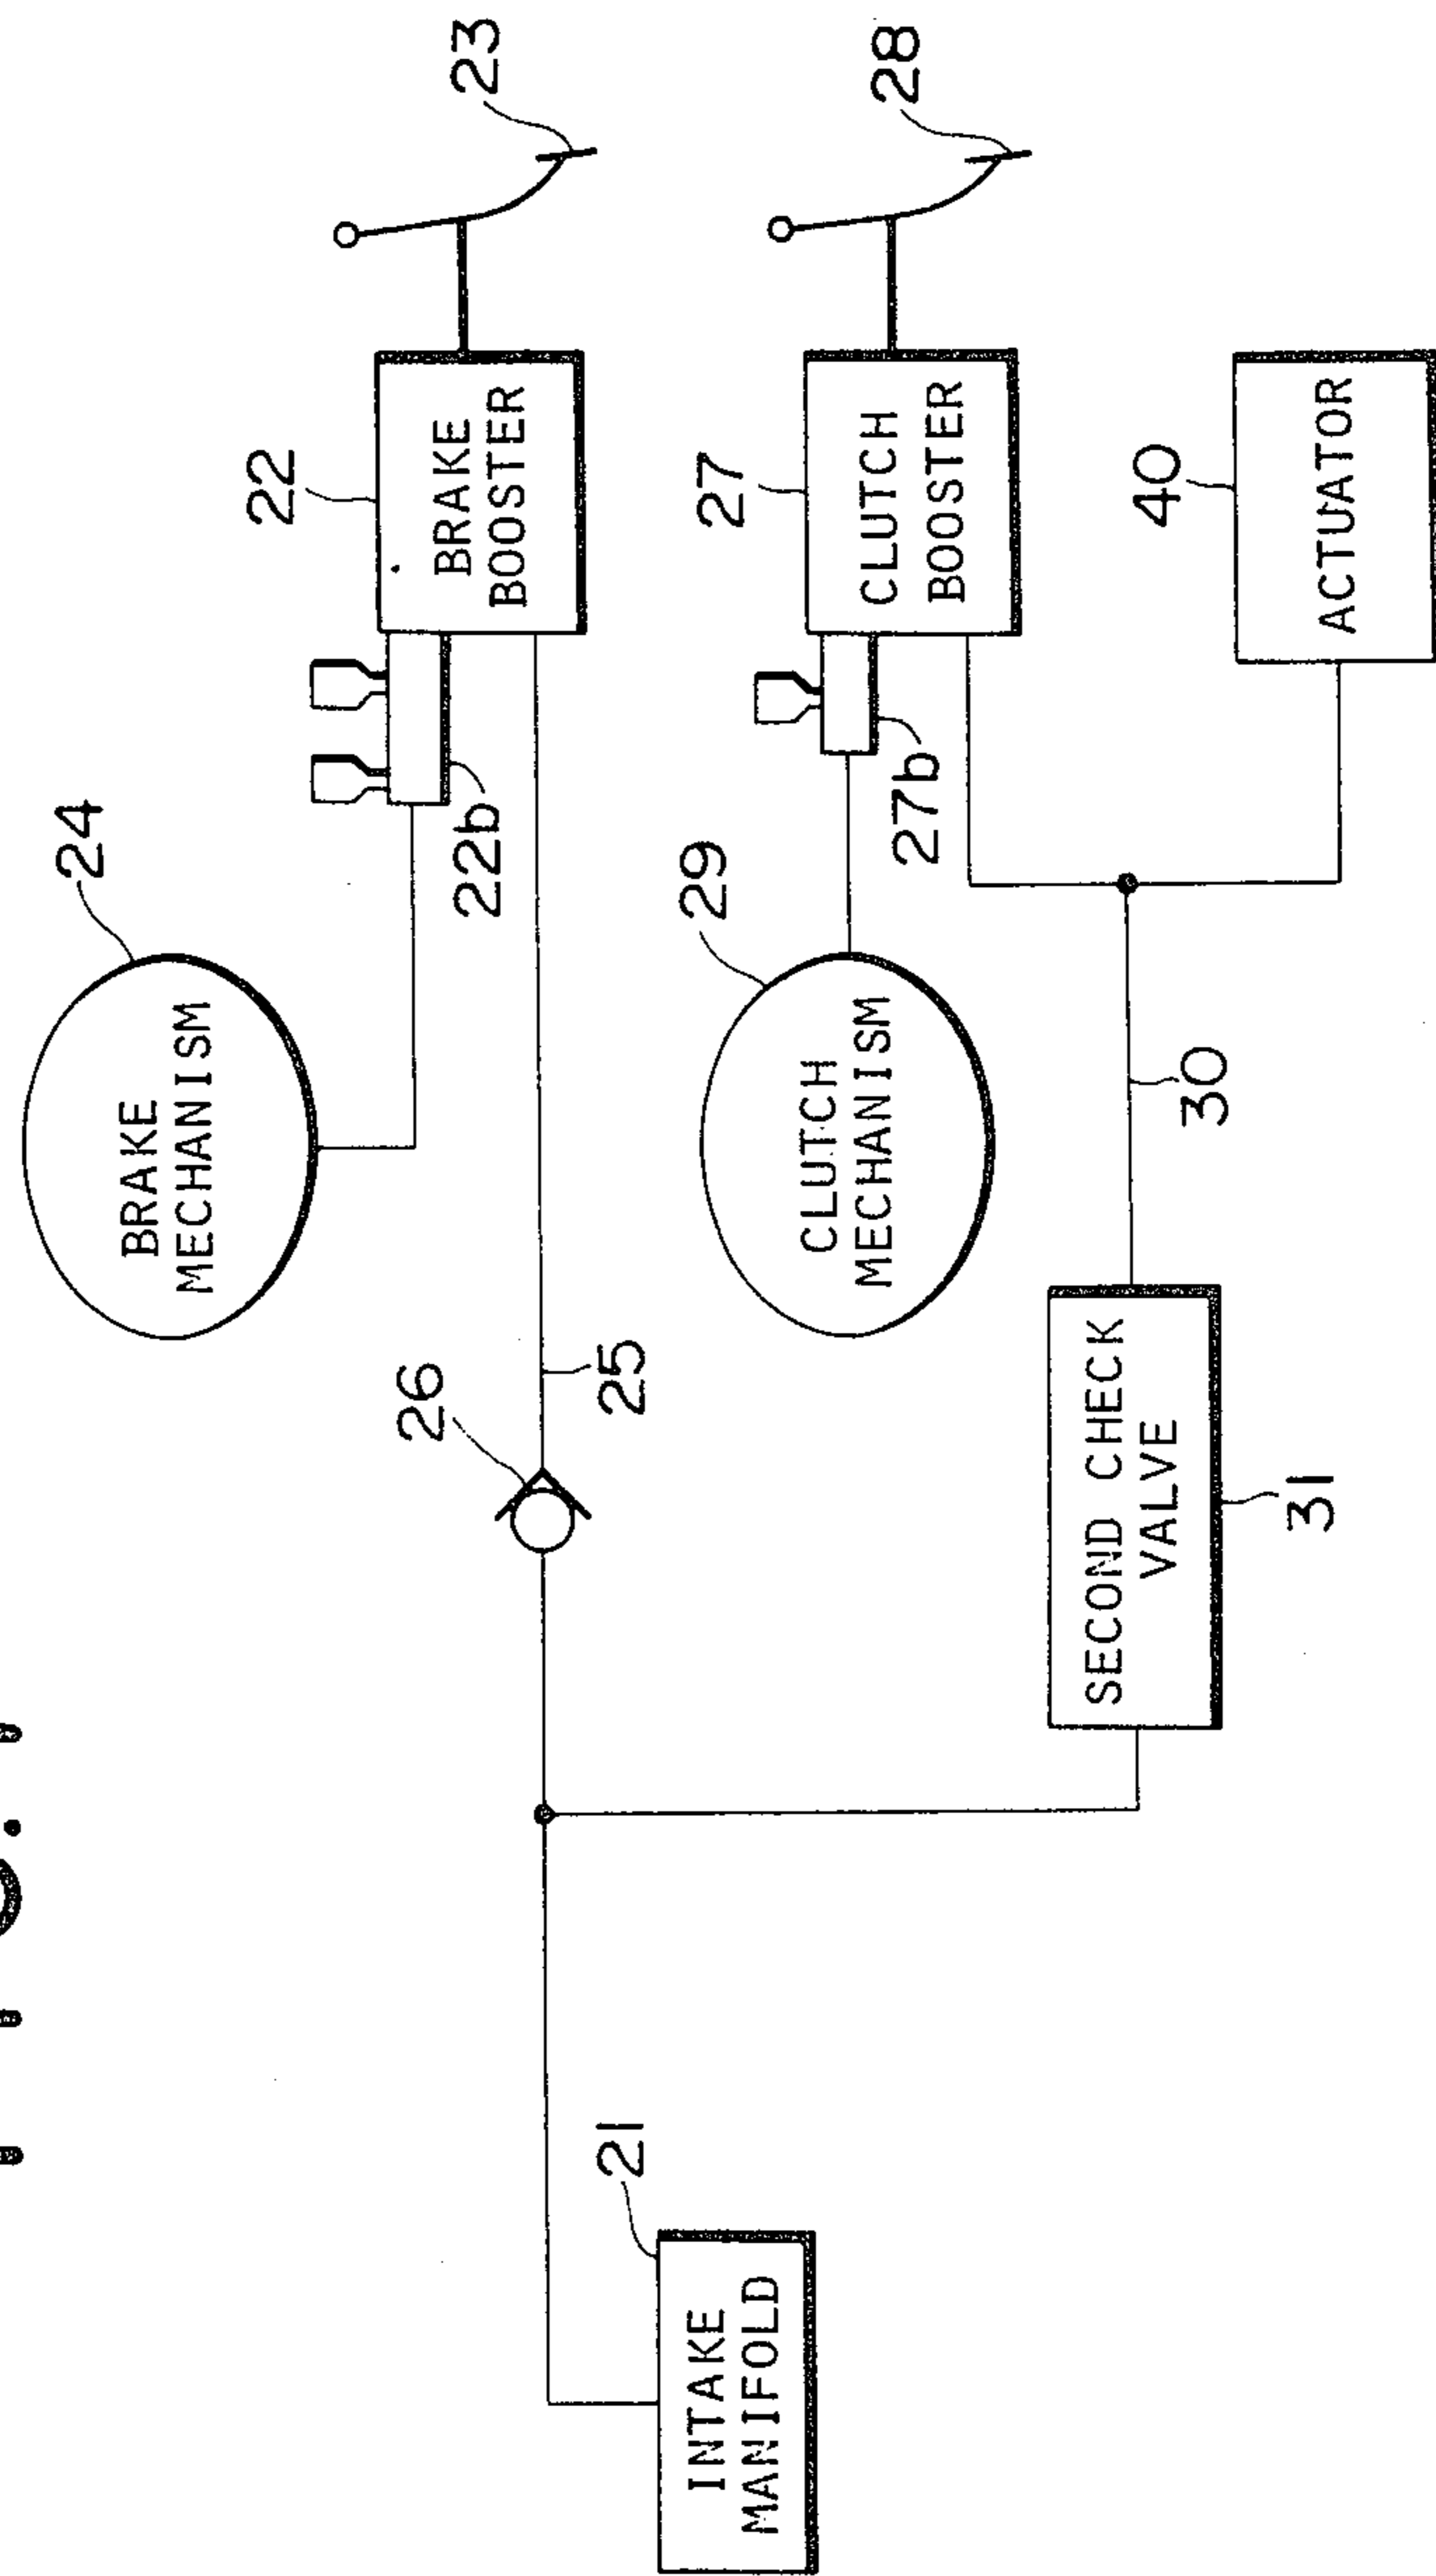 24
BRAKE
MECHANISM
22
22b
BRAKE
BOOSTER
23
26
25
21
INTAKE
MANIFOLD
29
CLUTCH
MECHANISM
27
27b
CLUTCH
BOOSTER
28
SECOND CHECK
VALVE
31
30
40
ACTUATOR